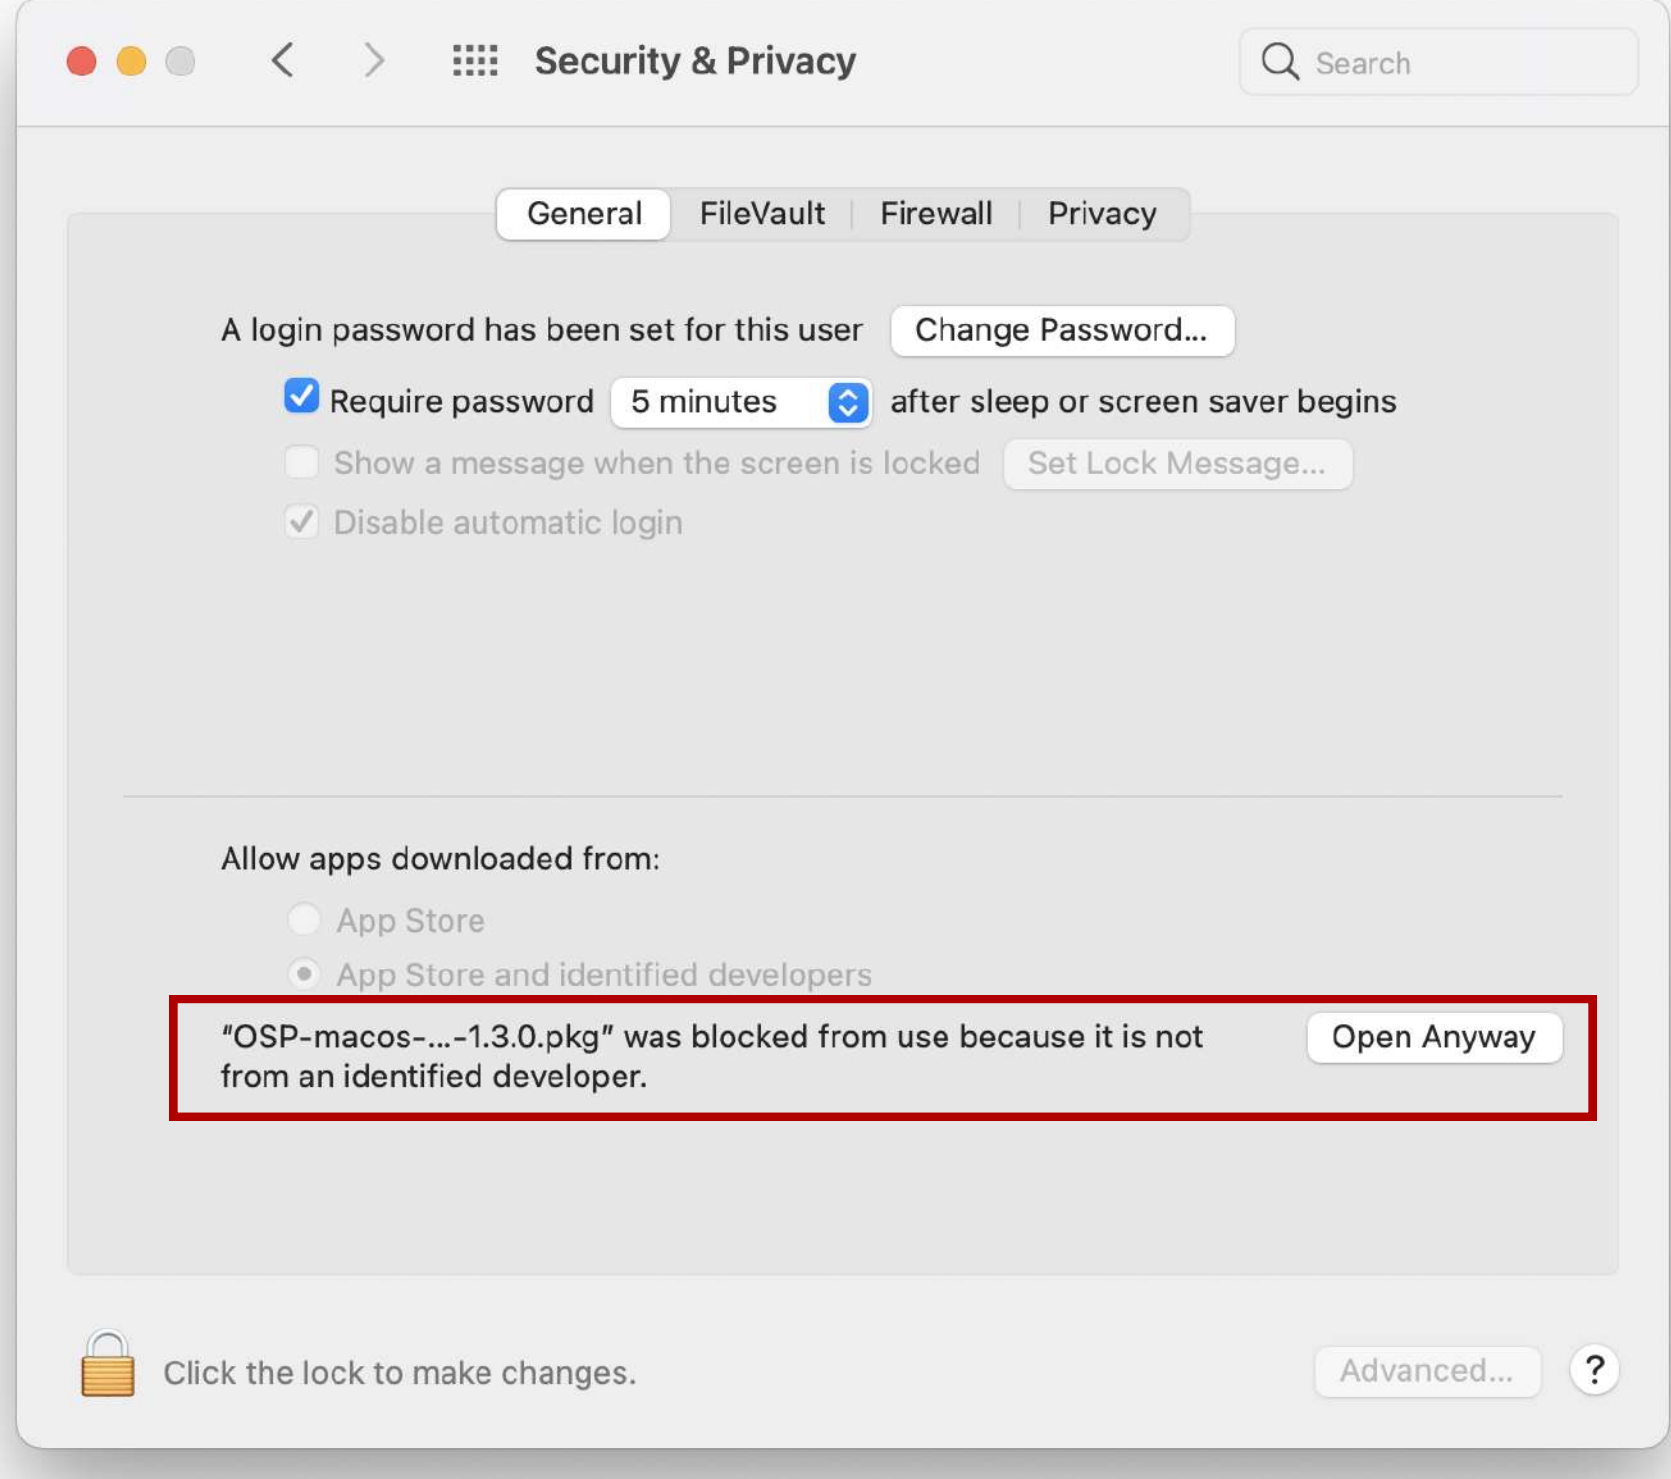 Security & Privacy
Search
General
FileVault
Firewall
Privacy
A login password has been set for this user
Change Password...
Require password
5 minutes
after sleep or screen saver begins
Show a message when the screen is locked
Set Lock Message...
Disable automatic login
Allow apps downloaded from:
App Store
App Store and identified developers
"OSP-macos-...-1.3.0.pkg" was blocked from use because it is not
from an identified developer.
Open Anyway
Click the lock to make changes.
Advanced...
?